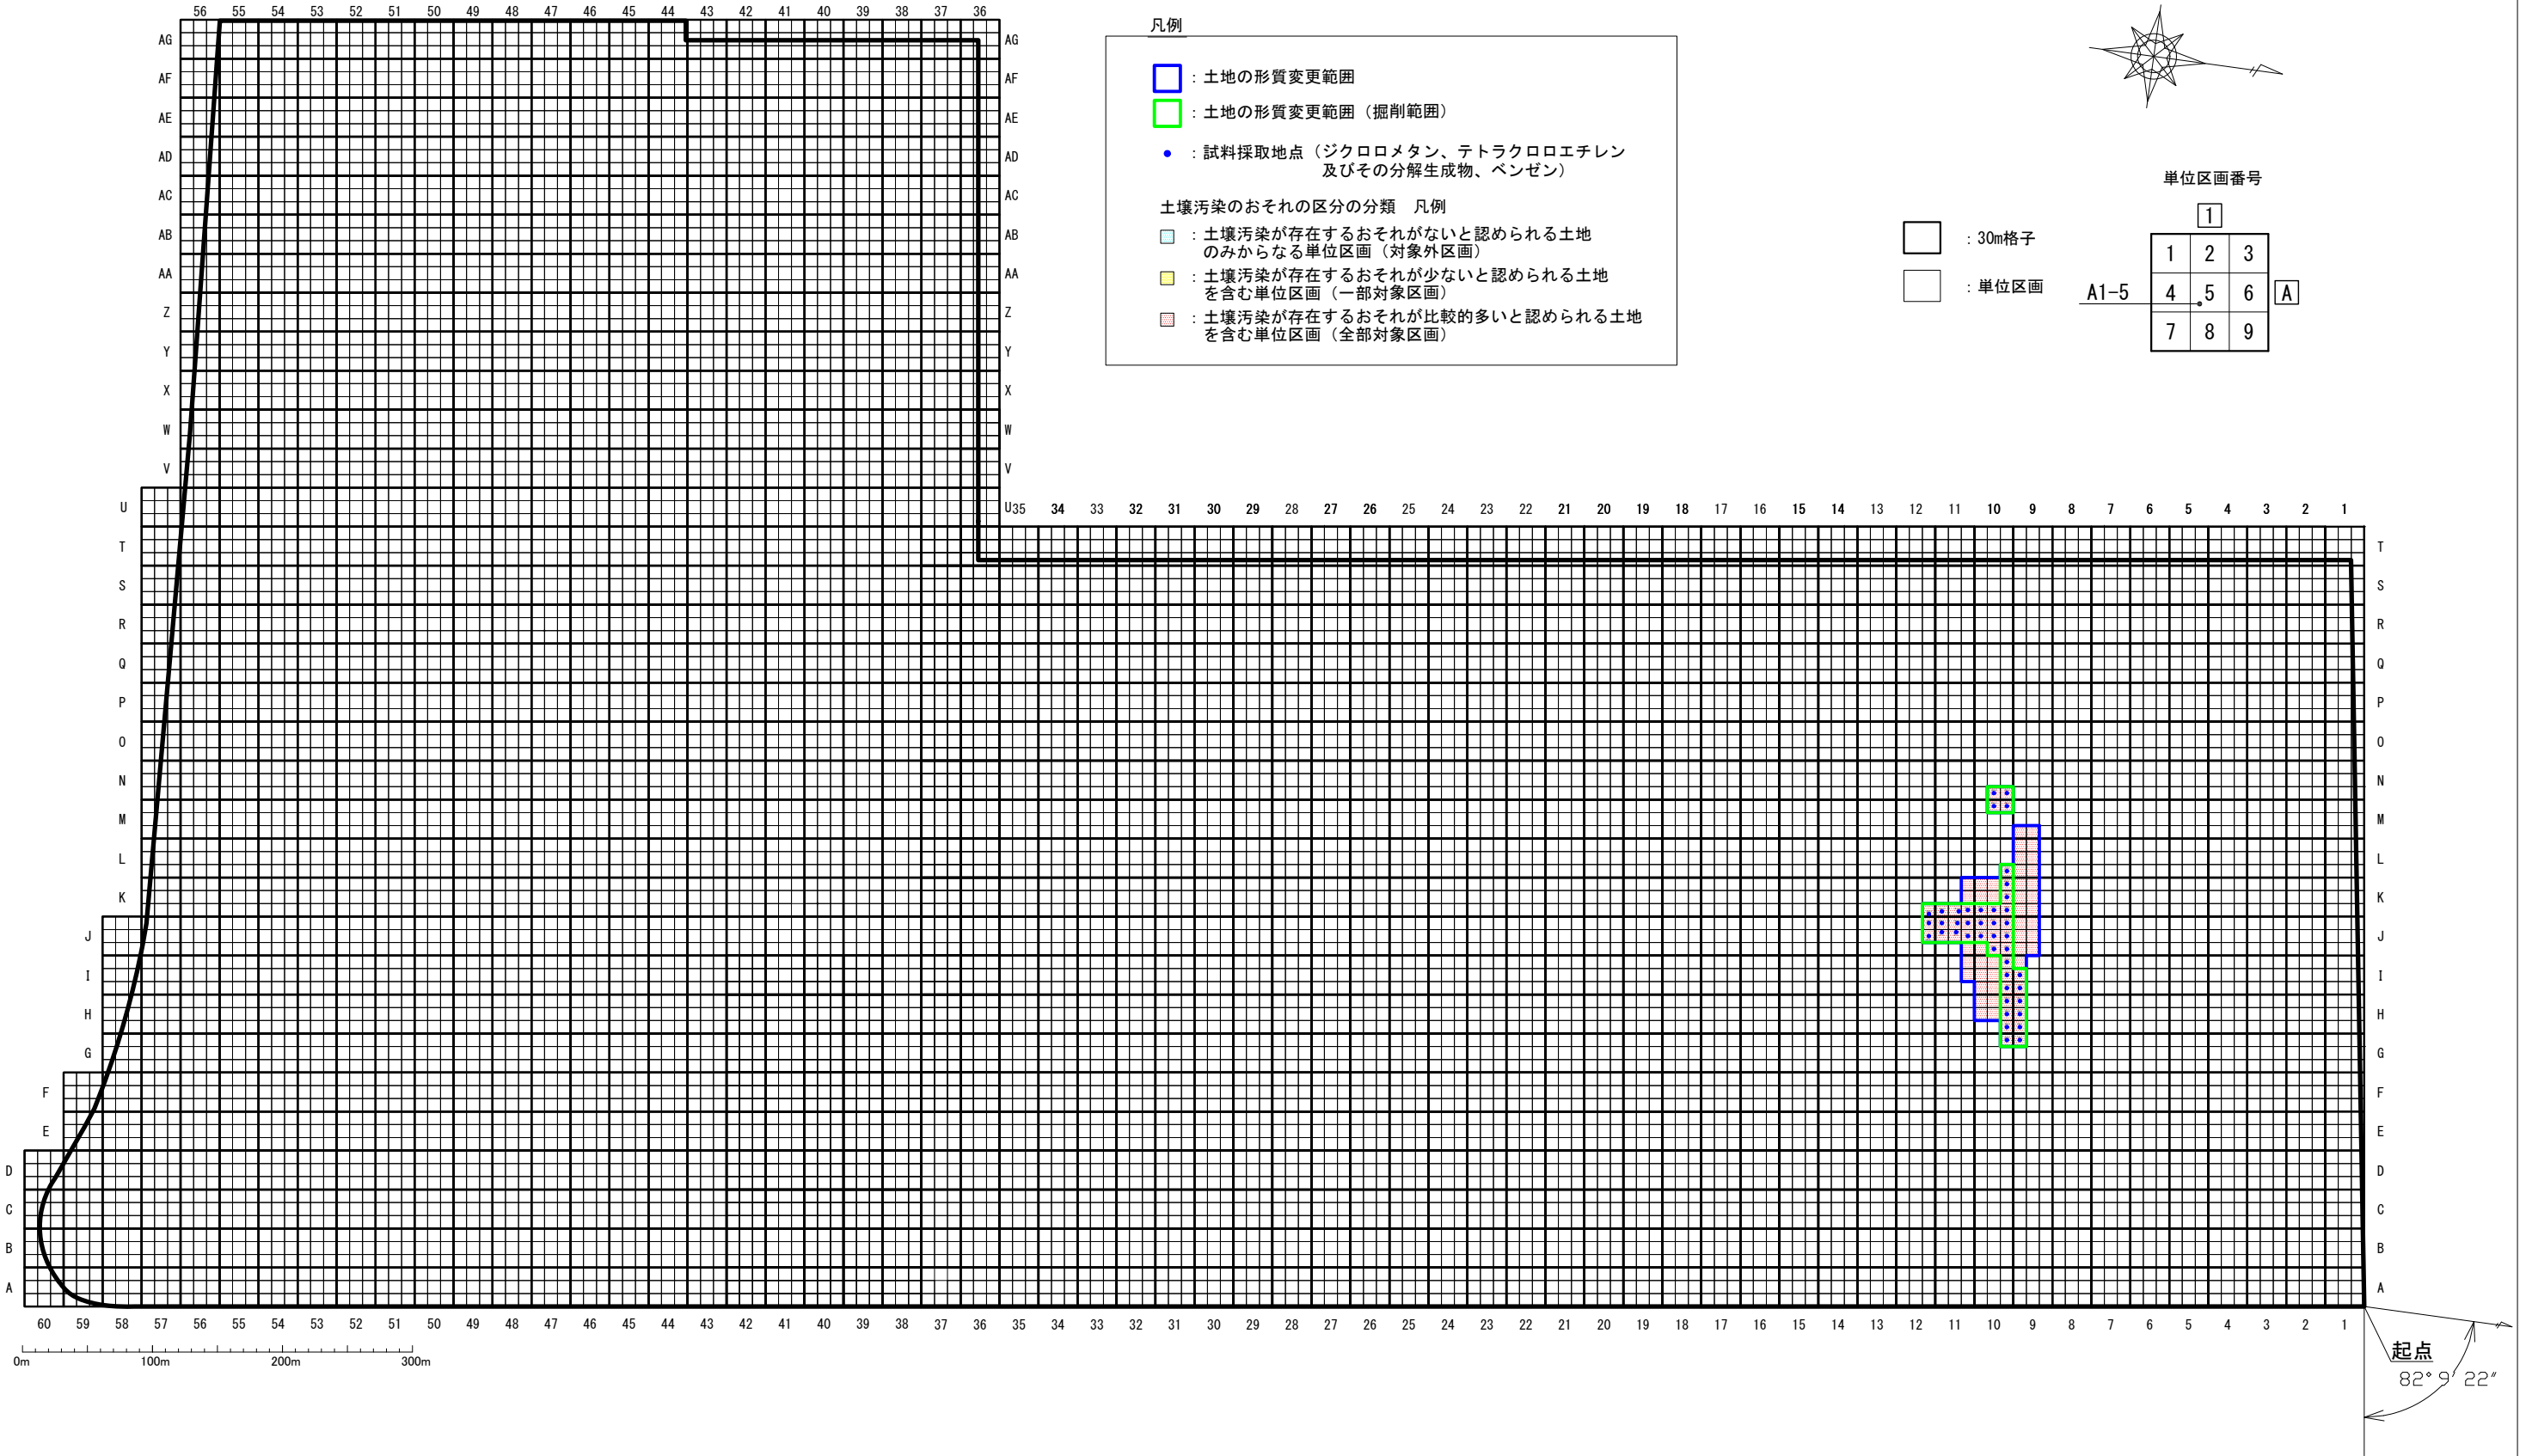 56 55 54 53 52 51 50 49 48 47 46 45 44 43 42 41 40 39 38 37 36
AG AG
AF AF
AE AE
AD AD
AC AC
AB AB
AA AA
Z Z
Y Y
X X
W W
V V
U U 35 34 33 32 31 30 29 28 27 26 25 24 23 22 21 20 19 18 17 16 15 14 13 12 11 10 9 8 7 6 5 4 3 2 1
T T
S S
R R
Q Q
P P
O O
N N
M M
L L
K K
J J
I I
H H
G G
F F
E E
D D
C C
B B
A A
60 59 58 57 56 55 54 53 52 51 50 49 48 47 46 45 44 43 42 41 40 39 38 37 36 35 34 33 32 31 30 29 28 27 26 25 24 23 22 21 20 19 18 17 16 15 14 13 12 11 10 9 8 7 6 5 4 3 2 1
0m 100m 200m 300m
凡例
：土地の形質変更範囲
：土地の形質変更範囲（掘削範囲）
：試料採取地点（ジクロロメタン、テトラクロロエチレン
及びその分解生成物、ベンゼン）
土壌汚染のおそれの区分の分類　凡例
：土壌汚染が存在するおそれがないと認められる土地
のみからなる単位区画（対象外区画）
：土壌汚染が存在するおそれが少ないと認められる土地
を含む単位区画（一部対象区画）
：土壌汚染が存在するおそれが比較的多いと認められる土地
を含む単位区画（全部対象区画）
：30m格子
：単位区画
単位区画番号
1
1 2 3
A1-5 4 5 6 A
7 8 9
起点
82°9′22″